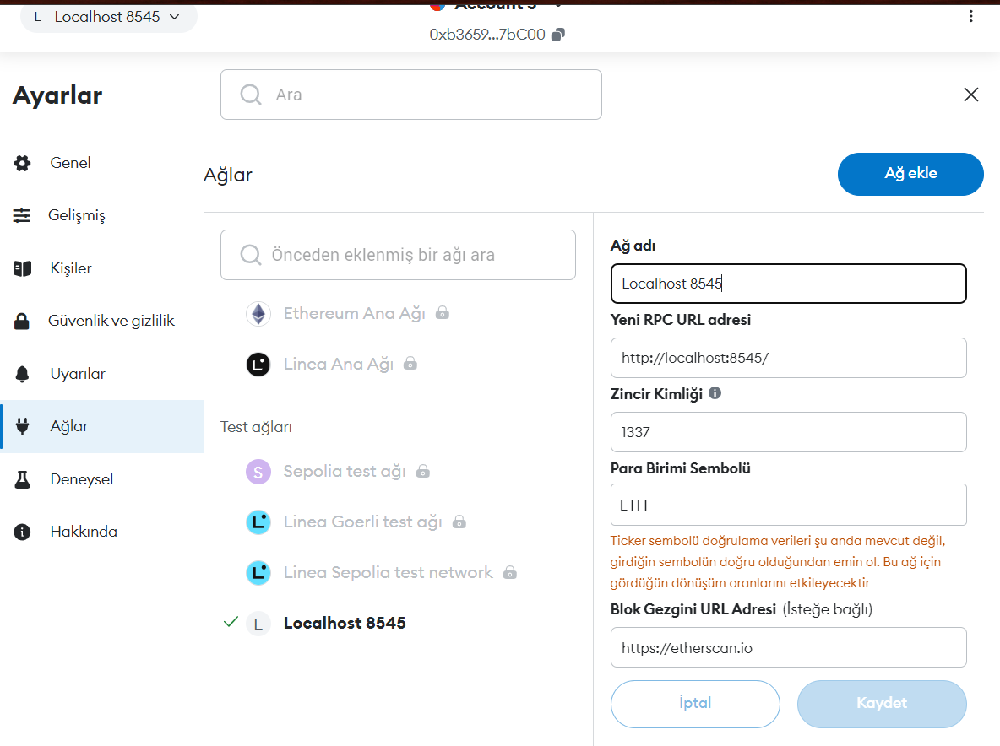 L Localhost 8545
Account 5
0xb3659...7bC00
Ayarlar
Ara
Genel
Gelişmiş
Kişiler
Güvenlik ve gizlilik
Uyarılar
Ağlar
Deneysel
Hakkında
Ağlar
Ağ ekle
Önceden eklenmiş bir ağı ara
Ethereum Ana Ağı
L Linea Ana Ağı
Test ağları
S Sepolia test ağı
L Linea Goerli test ağı
L Linea Sepolia test network
L Localhost 8545
Ağ adı
Localhost 8545
Yeni RPC URL adresi
http://localhost:8545/
Zincir Kimliği
1337
Para Birimi Sembolü
ETH
Ticker sembolü doğrulama verileri şu anda mevcut değil,
girdiğin sembolün doğru olduğundan emin ol. Bu ağ için
gördüğün dönüşüm oranlarını etkileyecektir
Blok Gezgini URL Adresi (İsteğe bağlı)
https://etherscan.io
İptal
Kaydet